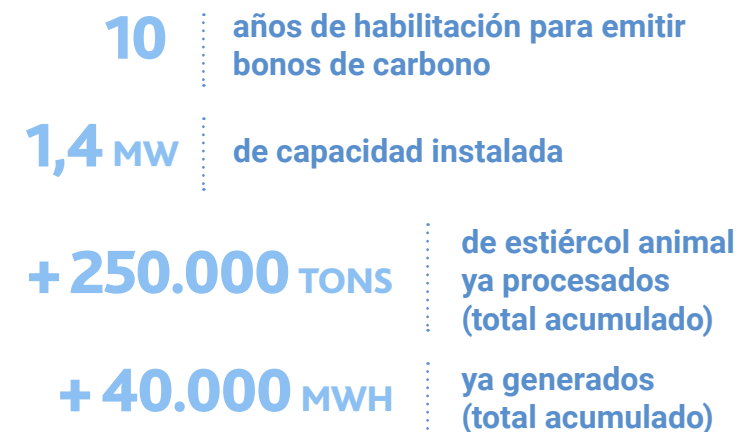 10
años de habilitación para emitir
bonos de carbono
1,4 MW
de capacidad instalada
+ 250.000 TONS
de estiércol animal
ya procesados
(total acumulado)
+ 40.000 MWH
ya generados
(total acumulado)